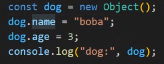 const dog = new Object();
dog.name = "boba";
dog.age = 3;
console.log("dog:", dog);